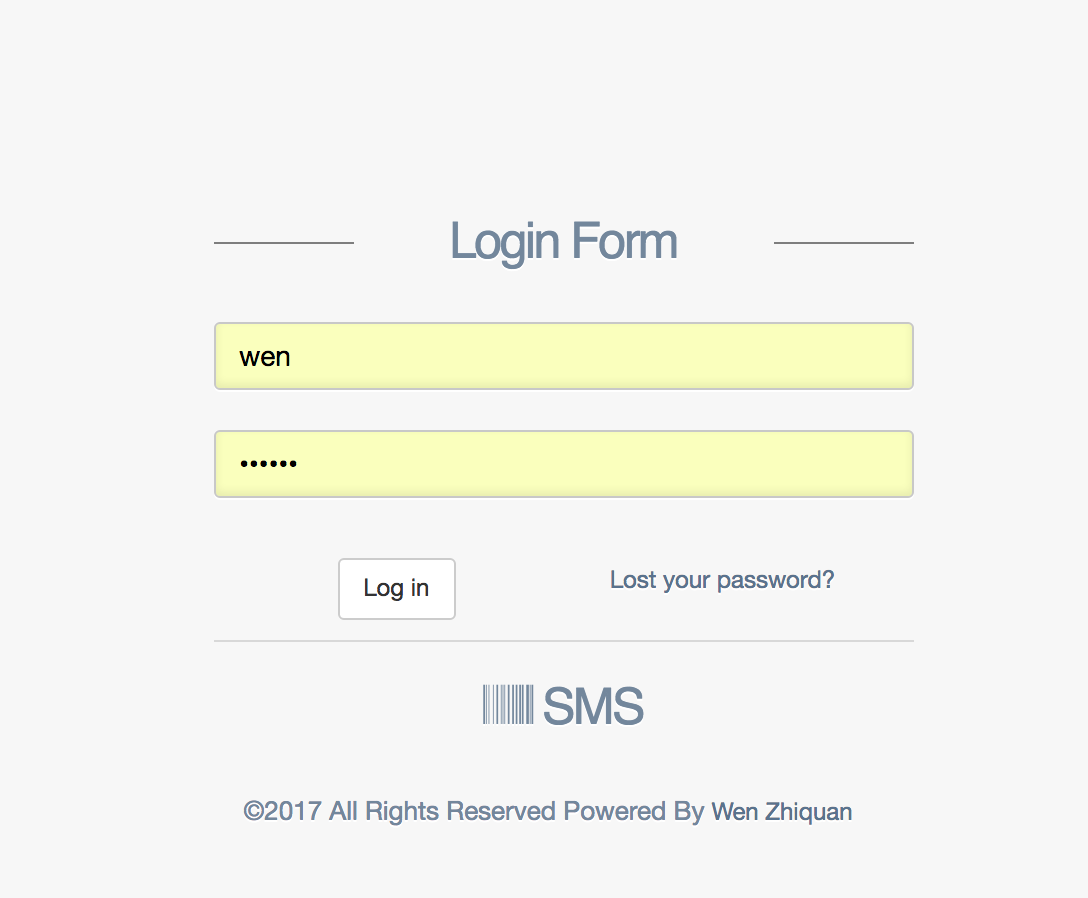 Login Form
wen
••••••
Log in
Lost your password?
SMS
©2017 All Rights Reserved Powered By Wen Zhiquan